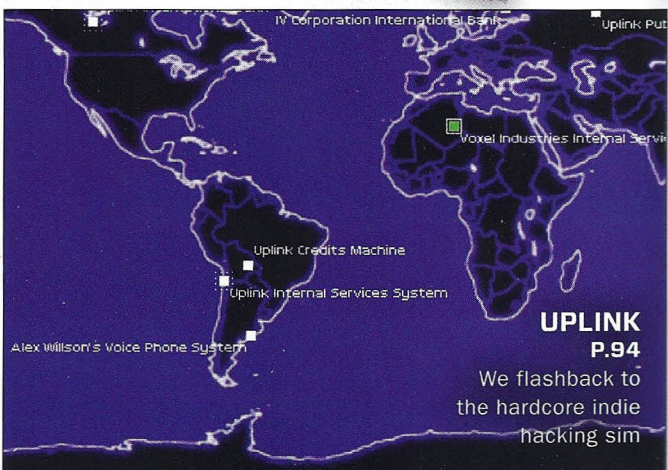 IV Corporation International Bank
Uplink Pub
Voxel Industries Internal Servi
Uplink Credits Machine
Uplink Internal Services System
Alex Willson's Voice Phone System
UPLINK
P.94
We flashback to
the hardcore indie
hacking sim